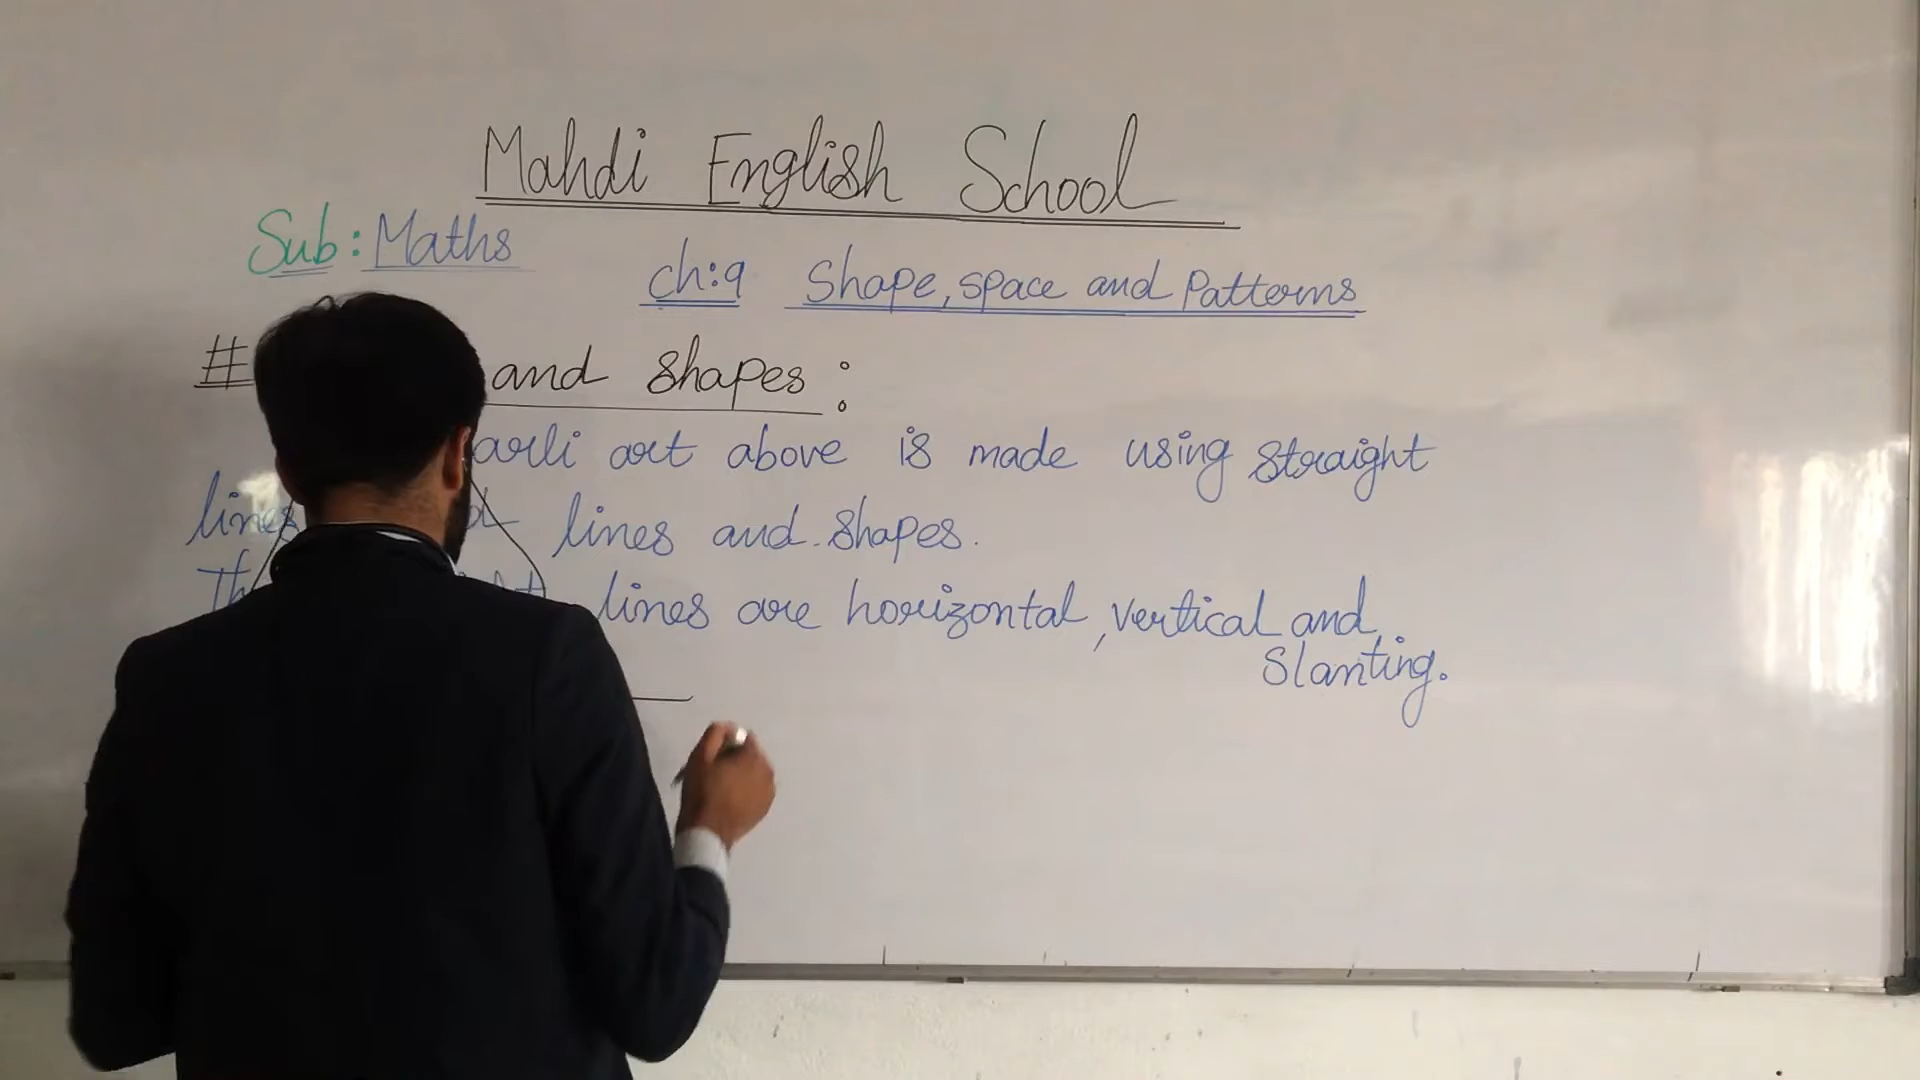 Mahdi English School
Sub: Maths
ch:9 Shape, space and Patterns
# and shapes:
arli art above is made using straight
lines lines and shapes.
lines are horizontal, vertical and
slanting.